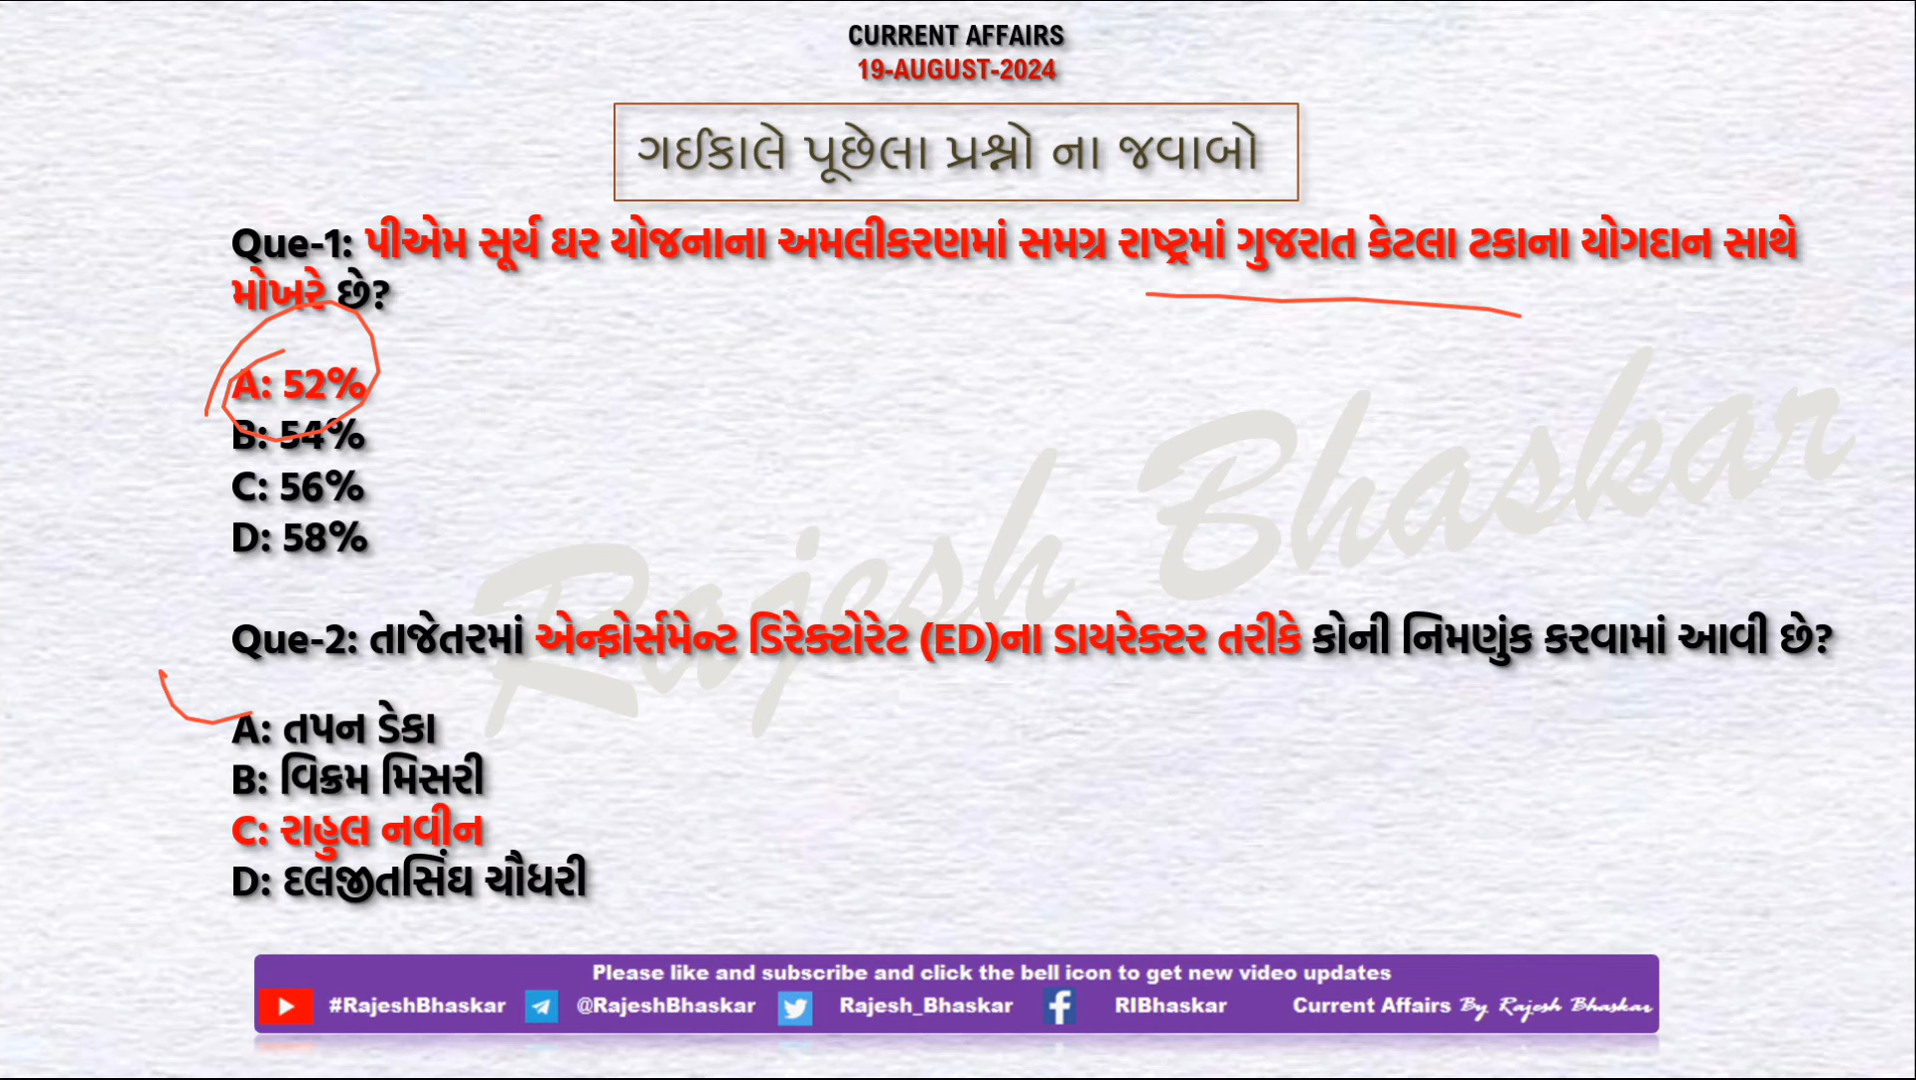 CURRENT AFFAIRS
19-AUGUST-2024
ગઈકાલે પૂછેલા પ્રશ્નો ના જવાબો
Que-1: પીએમ સૂર્ય ઘર યોજનાના અમલીકરણમાં સમગ્ર રાષ્ટ્રમાં ગુજરાત કેટલા ટકાના યોગદાન સાથે
મોખરે છે?
A: 52%
B: 54%
C: 56%
D: 58%
Que-2: તાજેતરમાં એન્ફોર્સમેન્ટ ડિરેક્ટોરેટ (ED)ના ડાયરેક્ટર તરીકે કોની નિમણુંક કરવામાં આવી છે?
A: તપન ડેકા
B: વિક્રમ મિસરી
C: રાહુલ નવીન
D: દલજીતસિંઘ ચૌધરી
Rajesh Bhaskar
Please like and subscribe and click the bell icon to get new video updates
#RajeshBhaskar @RajeshBhaskar Rajesh_Bhaskar RIBhaskar Current Affairs By Rajesh Bhaskar